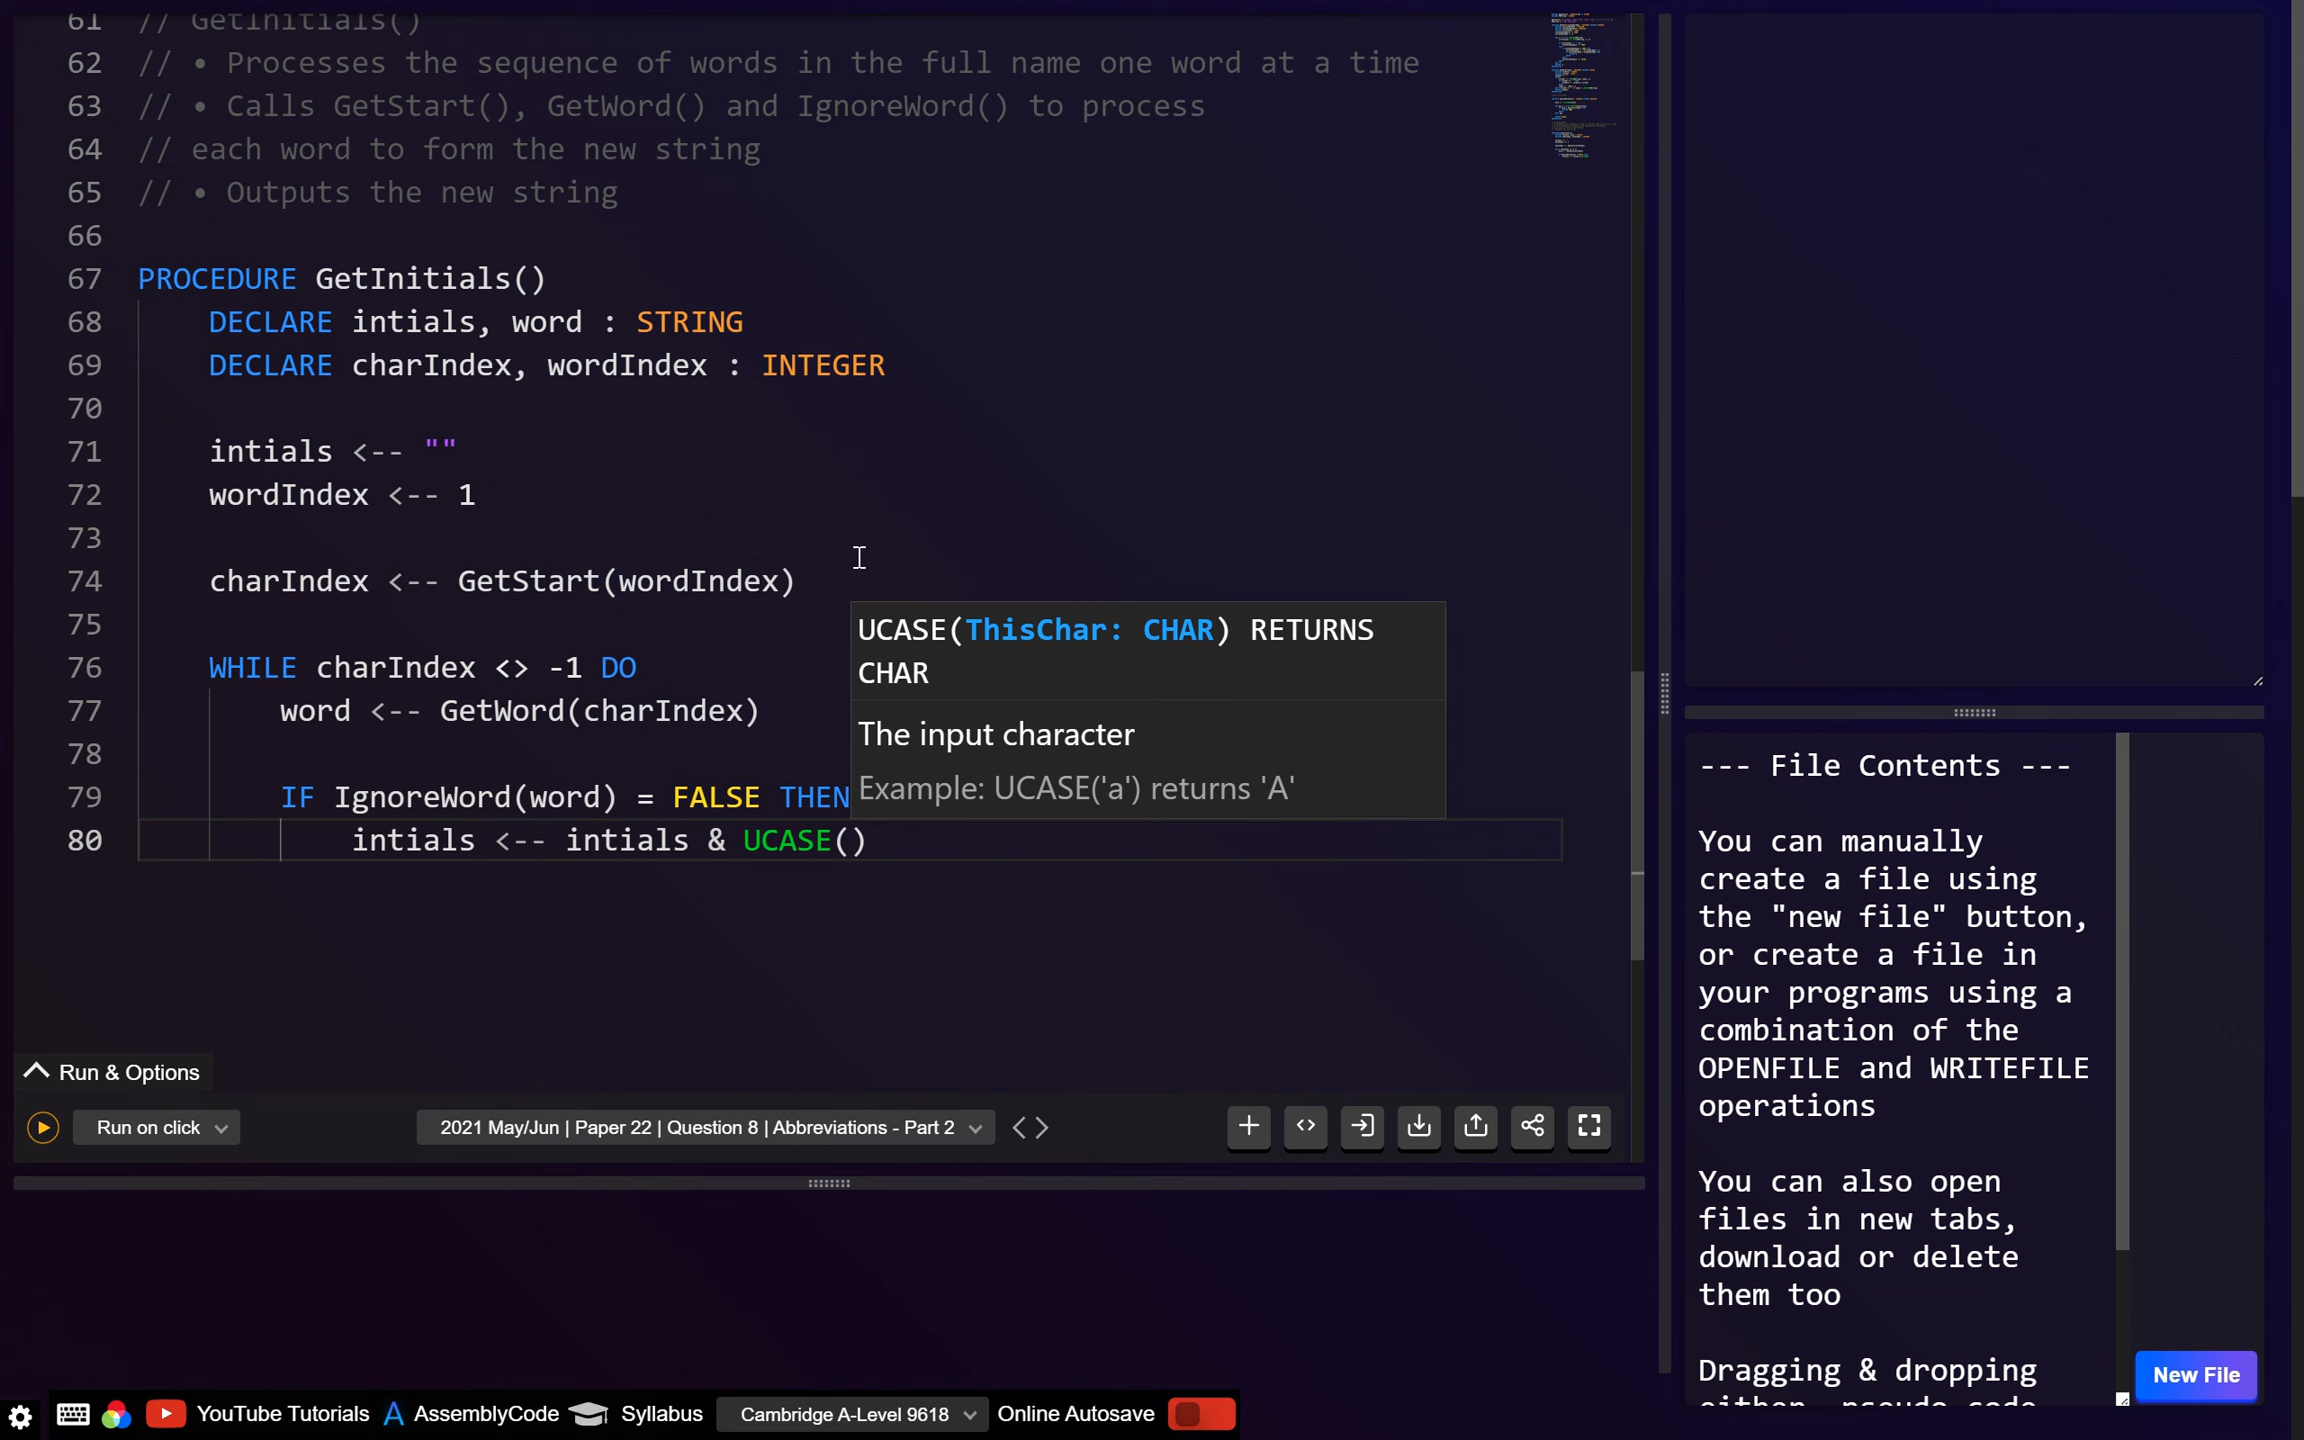 61 // GetInitials()
62 // • Processes the sequence of words in the full name one word at a time
63 // • Calls GetStart(), GetWord() and IgnoreWord() to process
64 // each word to form the new string
65 // • Outputs the new string
66
67 PROCEDURE GetInitials()
68 DECLARE intials, word : STRING
69 DECLARE charIndex, wordIndex : INTEGER
70
71 intials <-- ""
72 wordIndex <-- 1
73
74 charIndex <-- GetStart(wordIndex)
75
76 WHILE charIndex <> -1 DO
77 word <-- GetWord(charIndex)
78
79 IF IgnoreWord(word) = FALSE THEN
80 intials <-- intials & UCASE()
UCASE(ThisChar: CHAR) RETURNS
CHAR
The input character
Example: UCASE('a') returns 'A'
Run & Options
Run on click
2021 May/Jun | Paper 22 | Question 8 | Abbreviations - Part 2
--- File Contents ---
You can manually
create a file using
the "new file" button,
or create a file in
your programs using a
combination of the
OPENFILE and WRITEFILE
operations
You can also open
files in new tabs,
download or delete
them too
Dragging & dropping
either, pseudo code
New File
YouTube Tutorials
AssemblyCode
Syllabus
Cambridge A-Level 9618
Online Autosave